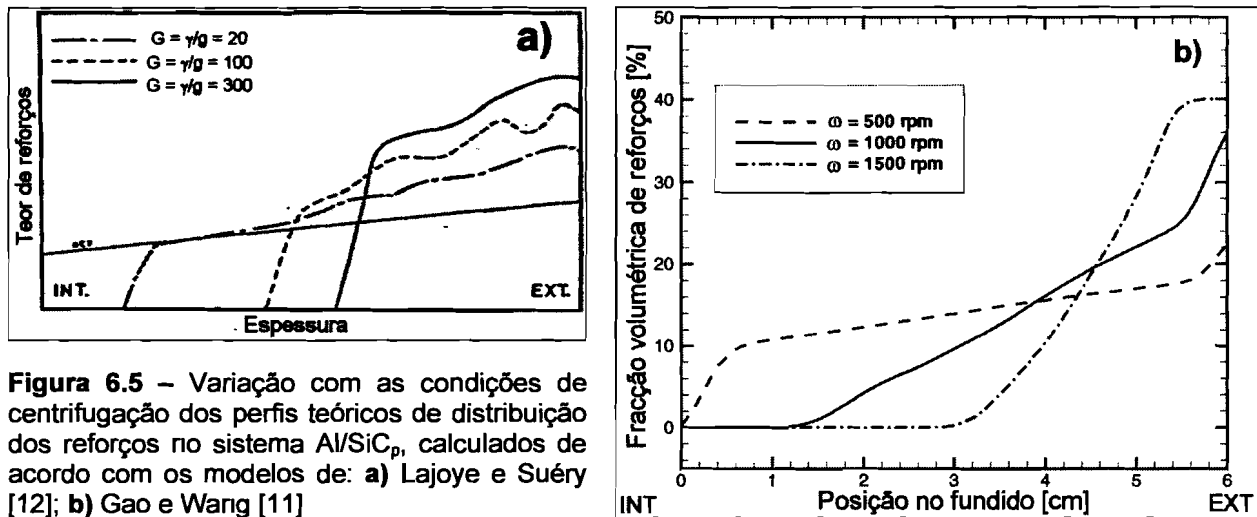 a)
G = γ/g = 20
G = γ/g = 100
G = γ/g = 300
Teor de reforços
INT.
EXT.
Espessura
Figura 6.5 – Variação com as condições de
centrifugação dos perfis teóricos de distribuição
dos reforços no sistema Al/SiCp, calculados de
acordo com os modelos de: a) Lajoye e Suéry
[12]; b) Gao e Wang [11]
b)
Fracção volumétrica de reforços [%]
50
40
30
20
10
0
ω = 500 rpm
ω = 1000 rpm
ω = 1500 rpm
0 1 2 3 4 5 6
INT Posição no fundido [cm] EXT